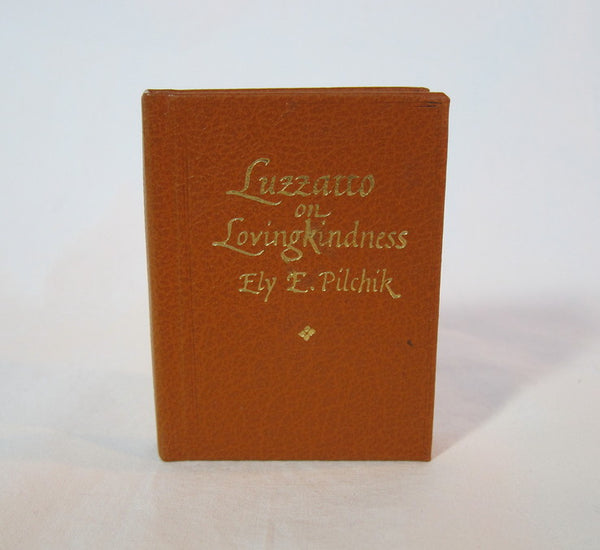 Luzzatto
on
Lovingkindness
Ely E. Pilchik